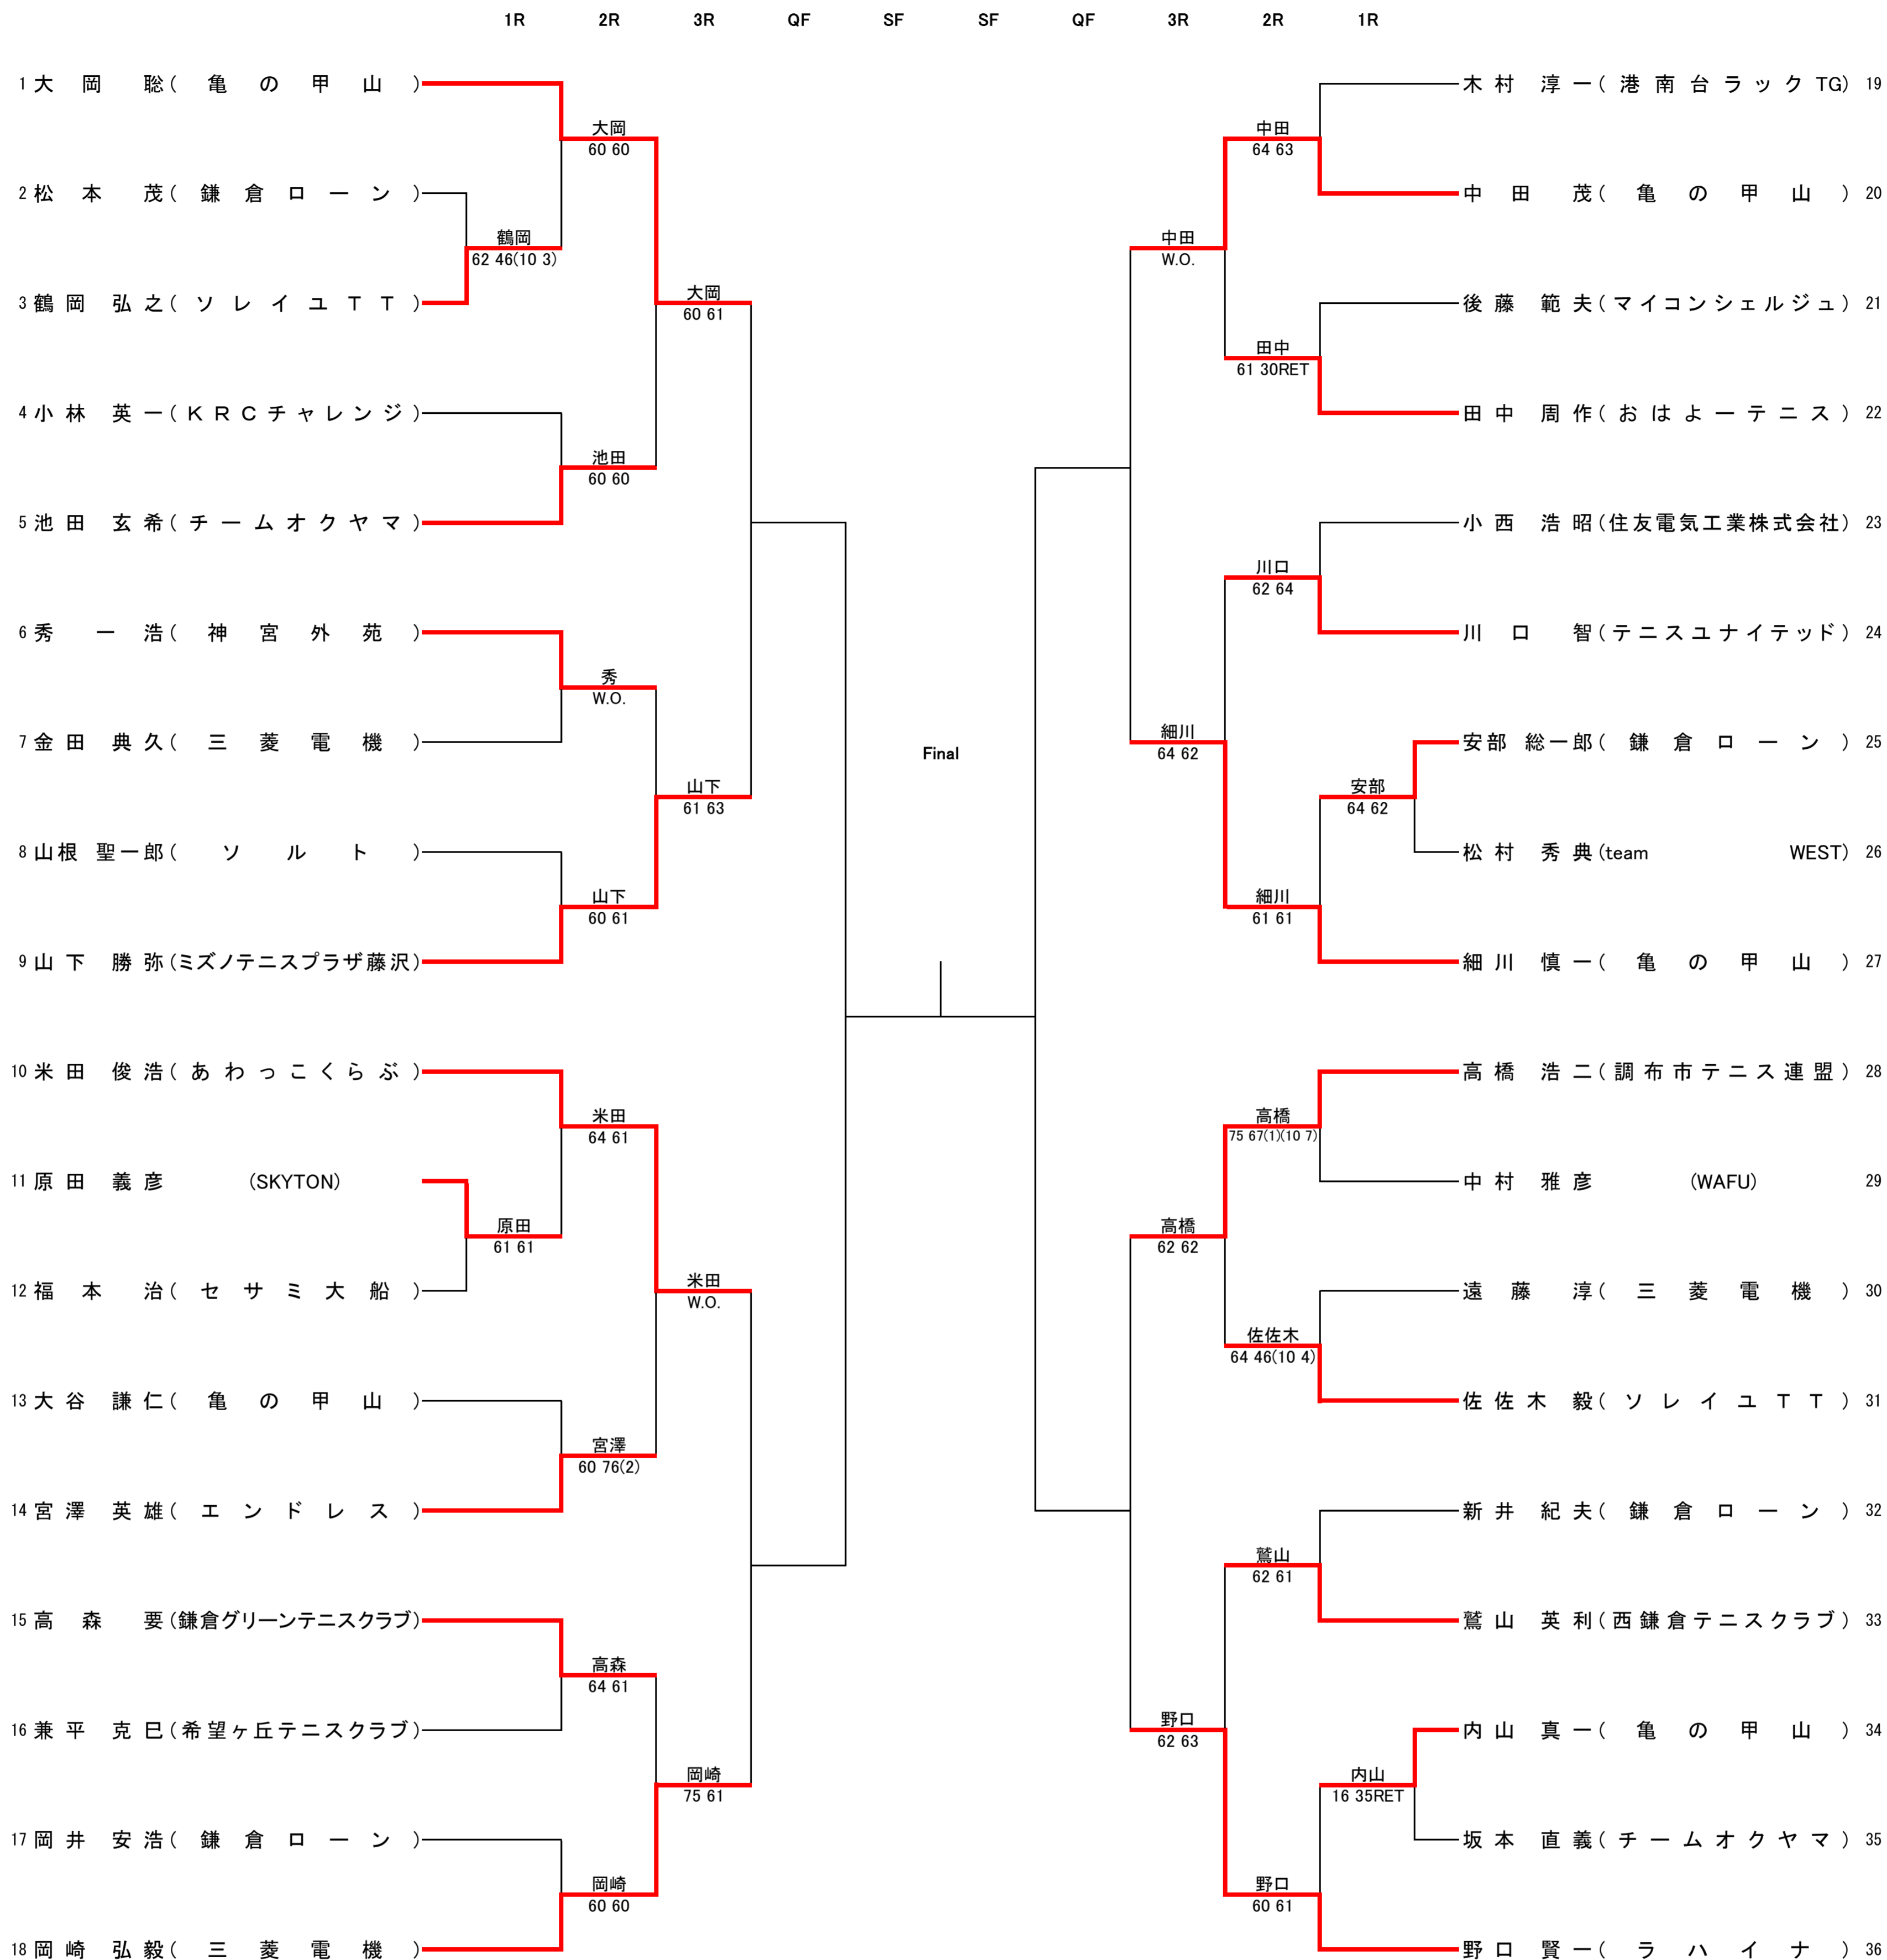 1R 2R 3R QF SF SF QF 3R 2R 1R
1 大岡 聡(亀の甲山)
2 松本 茂(鎌倉ローン)
3 鶴岡 弘之(ソレイユTT)
4 小林 英一(KRCチャレンジ)
5 池田 玄希(チームオクヤマ)
6 秀 一浩(神宮外苑)
7 金田 典久(三菱電機)
8 山根 聖一郎(ソルト)
9 山下 勝弥(ミズノテニスプラザ藤沢)
10 米田 俊浩(あわっこくらぶ)
11 原田 義彦(SKYTON)
12 福本 治(セサミ大船)
13 大谷 謙仁(亀の甲山)
14 宮澤 英雄(エンドレス)
15 高森 要(鎌倉グリーンテニスクラブ)
16 兼平 克巳(希望ヶ丘テニスクラブ)
17 岡井 安浩(鎌倉ローン)
18 岡崎 弘毅(三菱電機)
鶴岡
62 46(10 3)
原田
61 61
大岡
60 60
池田
60 60
秀
W.O.
山下
60 61
米田
64 61
宮澤
60 76(2)
高森
64 61
岡崎
60 60
大岡
60 61
山下
61 63
米田
W.O.
岡崎
75 61
Final
中田
W.O.
細川
64 62
高橋
62 62
野口
62 63
中田
64 63
田中
61 30RET
川口
62 64
細川
61 61
高橋
75 67(1)(10 7)
佐佐木
64 46(10 4)
鷲山
62 61
野口
60 61
安部
64 62
内山
16 35RET
木村 淳一(港南台ラックTG) 19
中田 茂(亀の甲山) 20
後藤 範夫(マイコンシェルジュ) 21
田中 周作(おはよーテニス) 22
小西 浩昭(住友電気工業株式会社) 23
川口 智(テニスユナイテッド) 24
安部 総一郎(鎌倉ローン) 25
松村 秀典(team WEST) 26
細川 慎一(亀の甲山) 27
高橋 浩二(調布市テニス連盟) 28
中村 雅彦(WAFU) 29
遠藤 淳(三菱電機) 30
佐佐木 毅(ソレイユTT) 31
新井 紀夫(鎌倉ローン) 32
鷲山 英利(西鎌倉テニスクラブ) 33
内山 真一(亀の甲山) 34
坂本 直義(チームオクヤマ) 35
野口 賢一(ラハイナ) 36